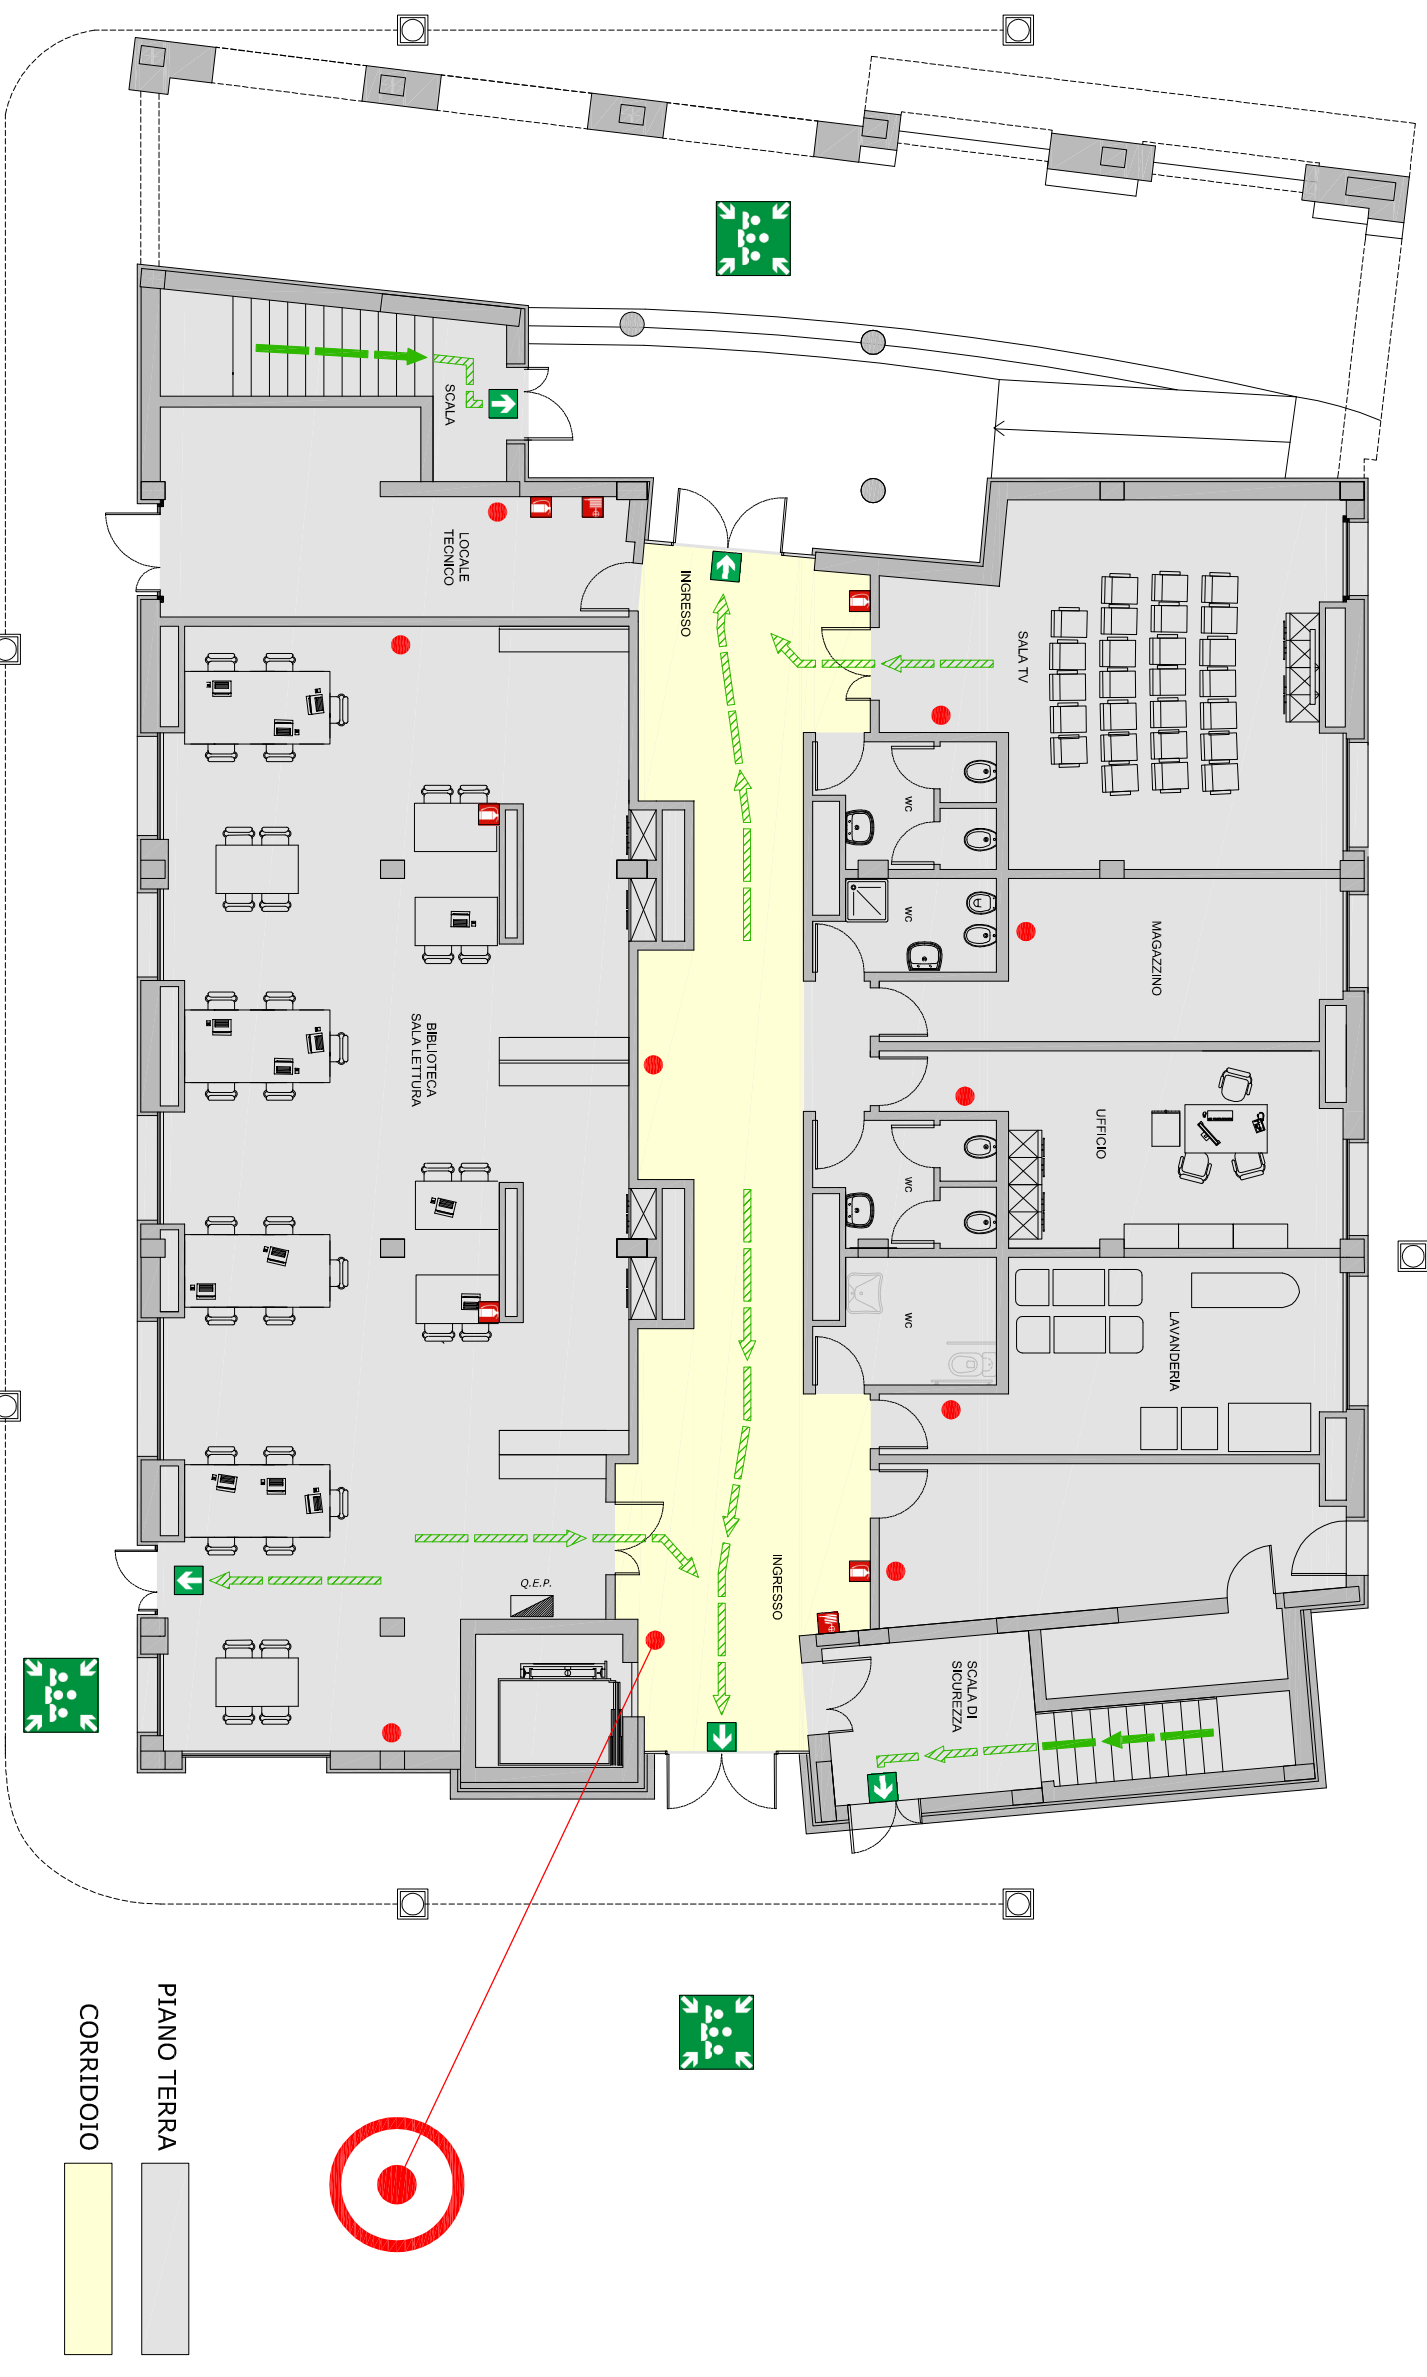 SCALA
LOCALE
TECNICO
INGRESSO
SALA TV
WC
WC
MAGAZZINO
BIBLIOTECA
SALA LETTURA
UFFICIO
WC
WC
LAVANDERIA
Q.E.P.
INGRESSO
SCALA DI
SICUREZZA
PIANO TERRA
CORRIDOIO